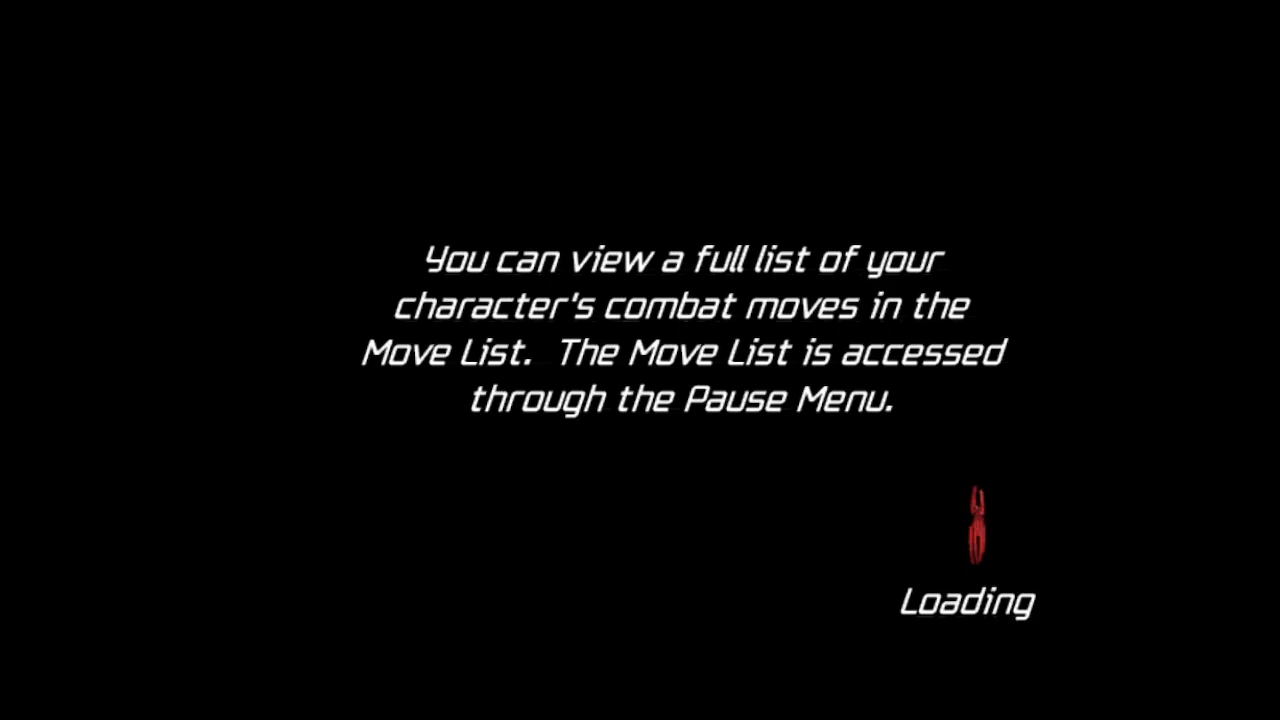 You can view a full list of your
character's combat moves in the
Move List.  The Move List is accessed
through the Pause Menu.
Loading